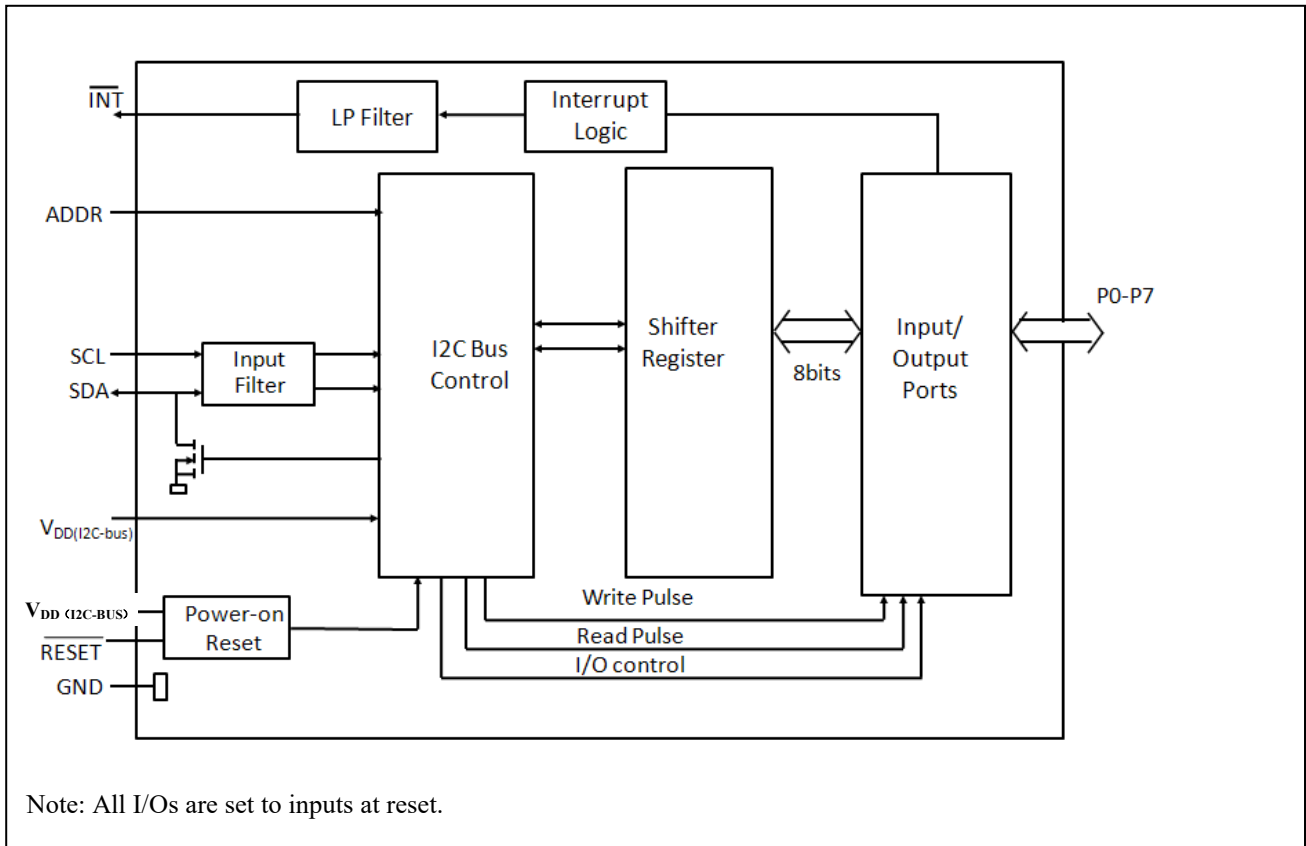 INT
LP Filter
Interrupt
Logic
ADDR
SCL
SDA
Input
Filter
I2C Bus
Control
Shifter
Register
8bits
Input/
Output
Ports
P0-P7
VDD(I2C-bus)
VDD (I2C-BUS)
RESET
Power-on
Reset
GND
Write Pulse
Read Pulse
I/O control
Note: All I/Os are set to inputs at reset.